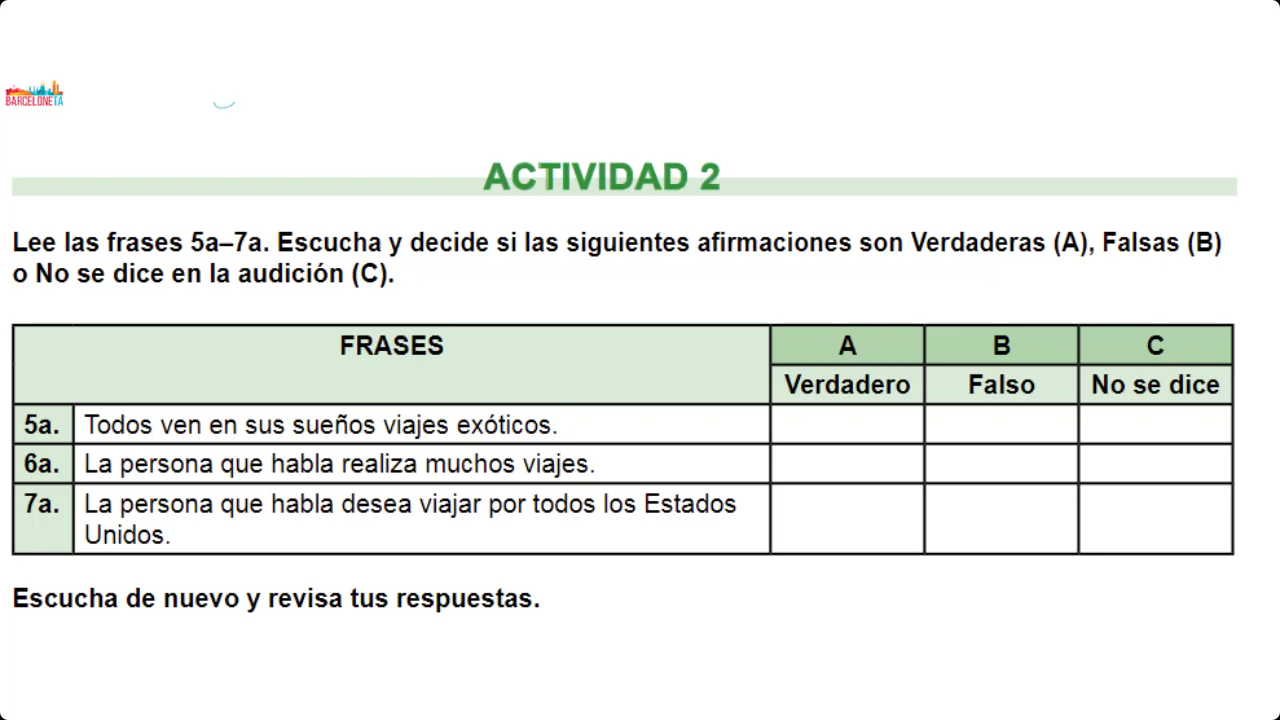 BARCELONETA
ACTIVIDAD 2
Lee las frases 5a–7a. Escucha y decide si las siguientes afirmaciones son Verdaderas (A), Falsas (B)
o No se dice en la audición (C).
FRASES A B C
Verdadero Falso No se dice
5a. Todos ven en sus sueños viajes exóticos.
6a. La persona que habla realiza muchos viajes.
7a. La persona que habla desea viajar por todos los Estados
Unidos.
Escucha de nuevo y revisa tus respuestas.